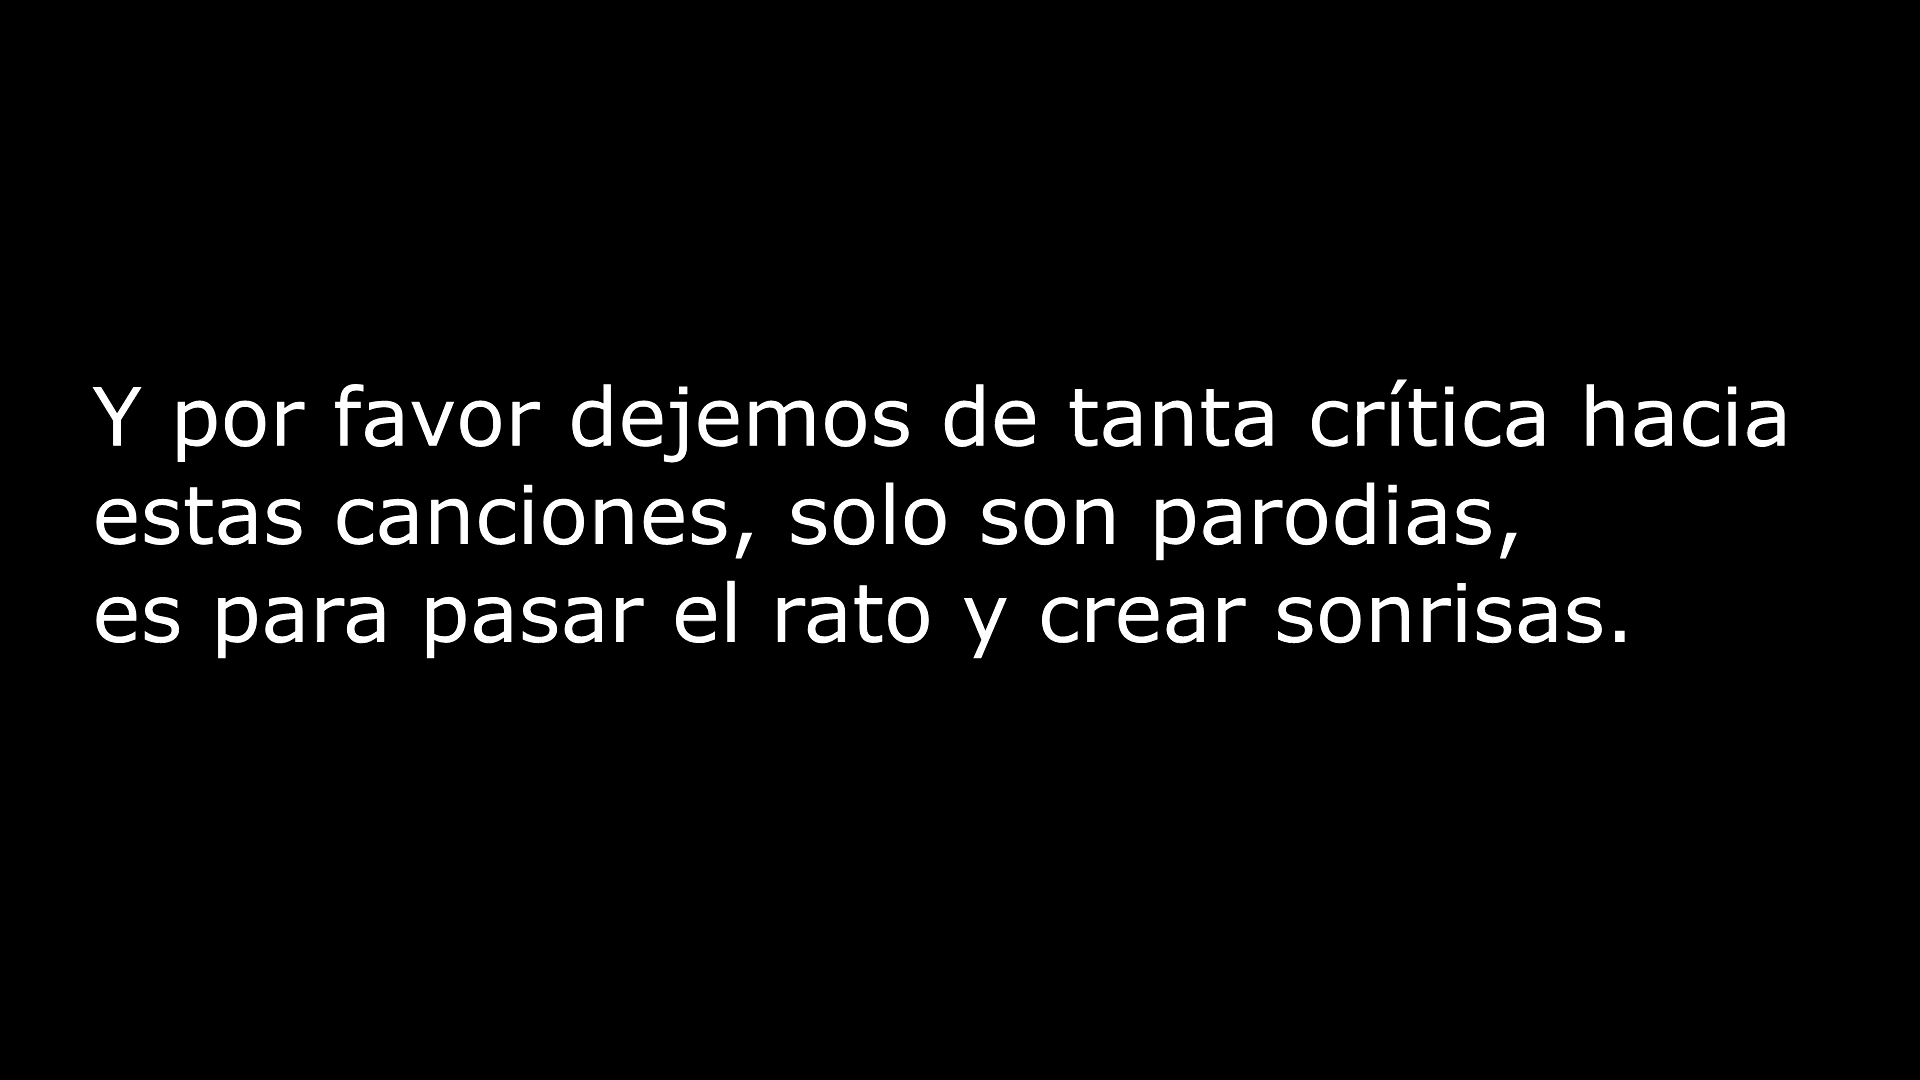 Y por favor dejemos de tanta crítica hacia
estas canciones, solo son parodias,
es para pasar el rato y crear sonrisas.